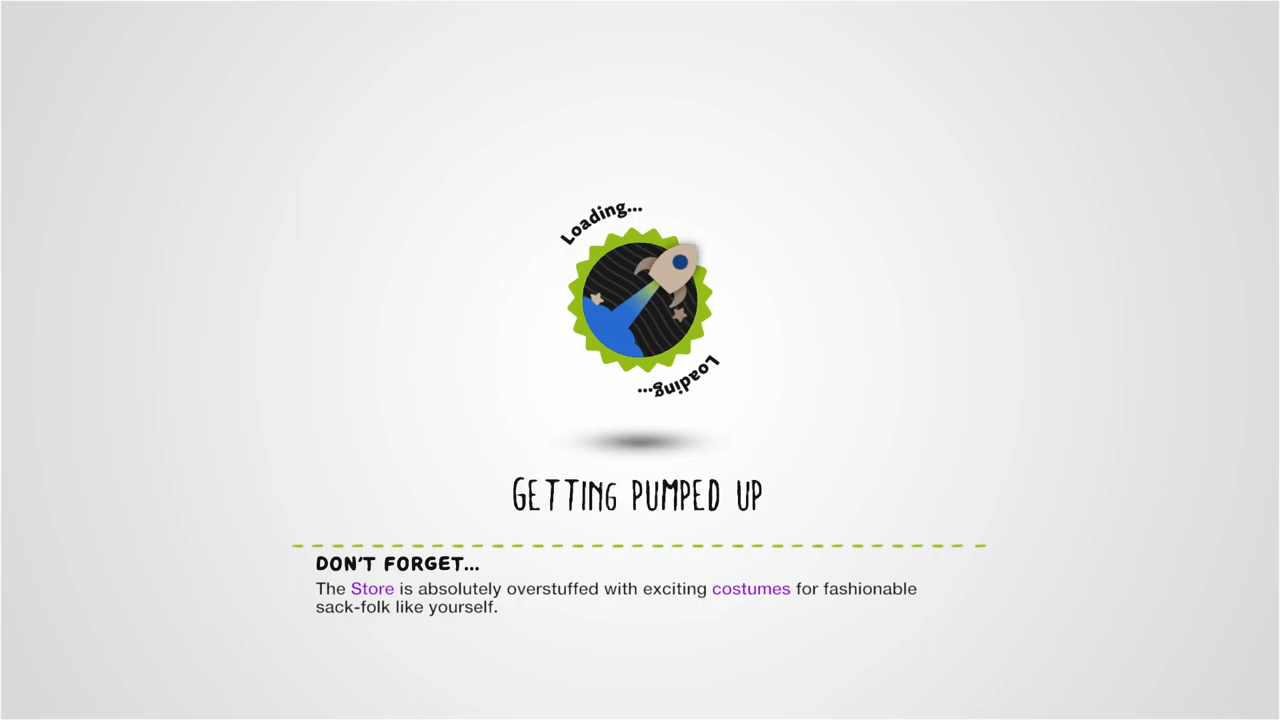 Loading...
Loading...
GETTING PUMPED UP
DON'T FORGET...
The Store is absolutely overstuffed with exciting costumes for fashionable
sack-folk like yourself.